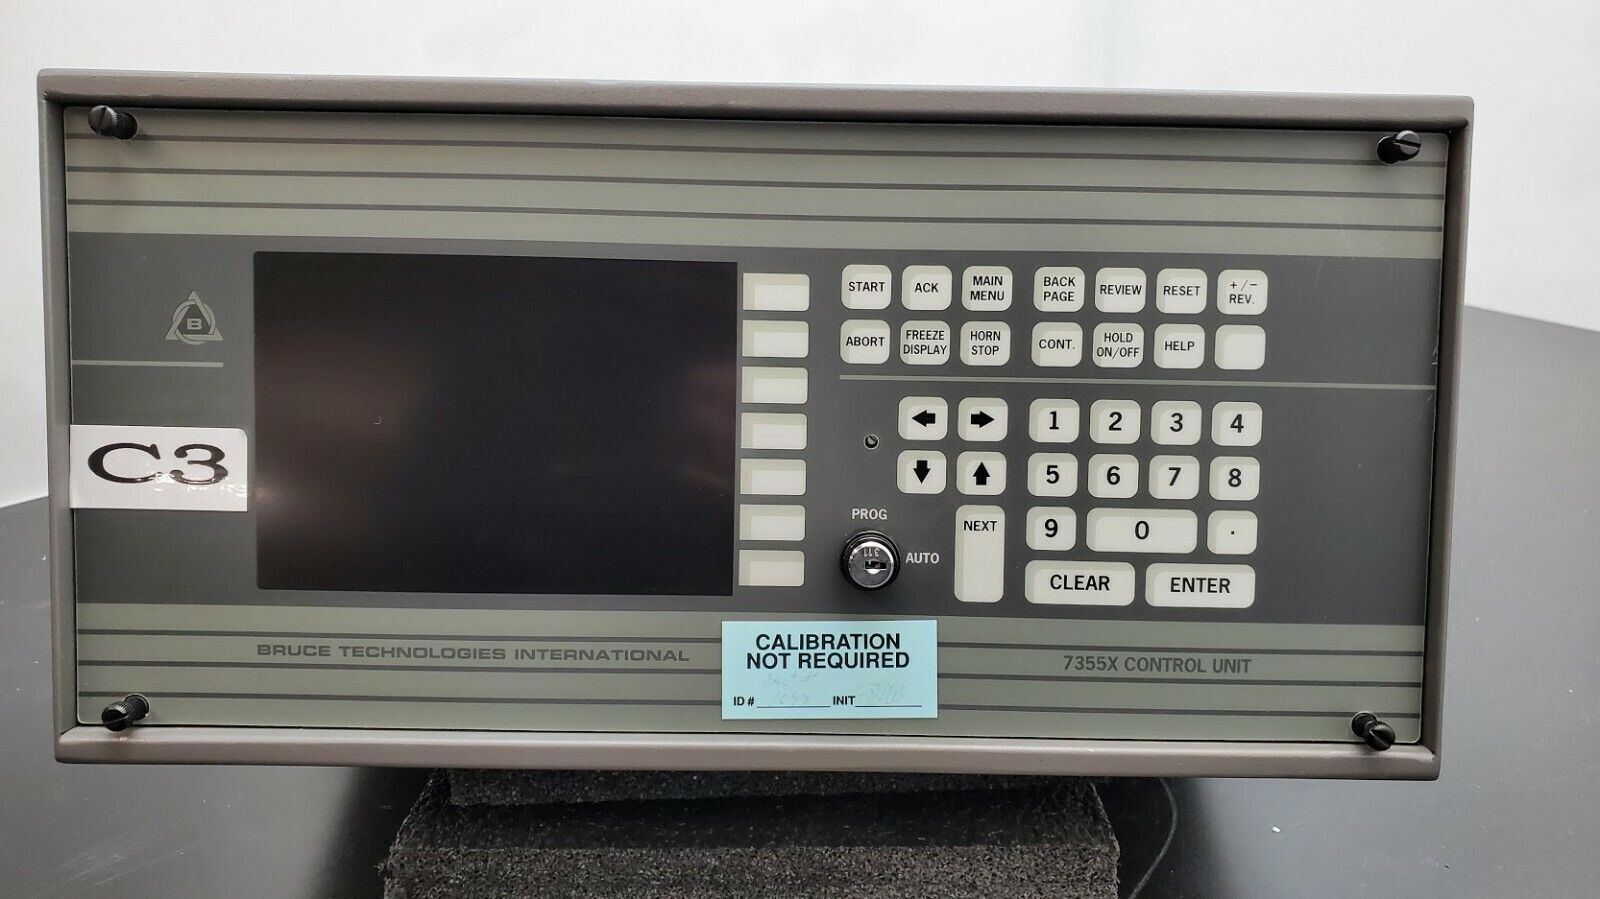 START ACK MAIN MENU BACK PAGE REVIEW RESET +/- REV.
ABORT FREEZE DISPLAY HORN STOP CONT. HOLD ON/OFF HELP
B
← → 1 2 3 4
C3
↓ ↑ 5 6 7 8
PROG
NEXT 9 0 .
311
AUTO
CLEAR ENTER
BRUCE TECHNOLOGIES INTERNATIONAL
CALIBRATION
NOT REQUIRED
ID # INIT
7355X CONTROL UNIT